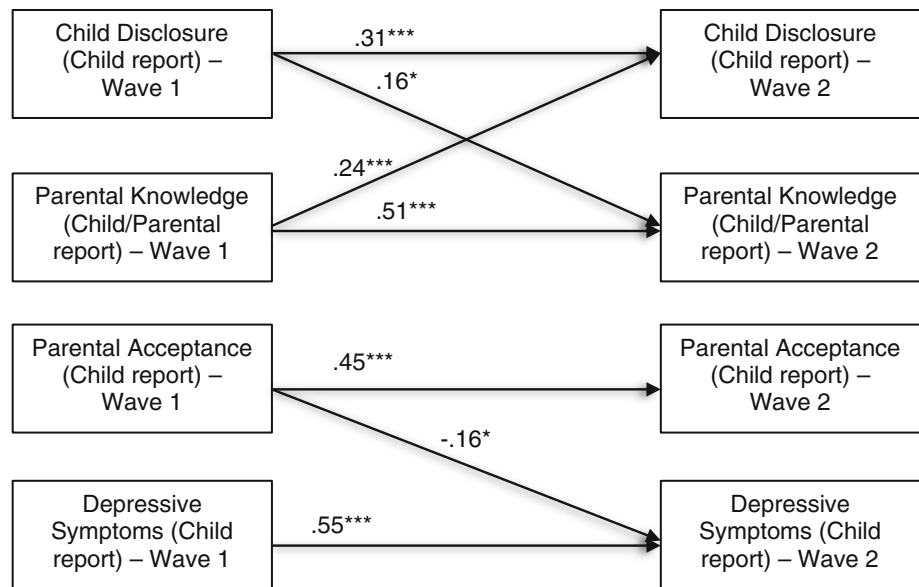 Child Disclosure
(Child report) –
Wave 1
.31***
Child Disclosure
(Child report) –
Wave 2
.16*
.24***
Parental Knowledge
(Child/Parental
report) – Wave 1
.51***
Parental Knowledge
(Child/Parental
report) – Wave 2
Parental Acceptance
(Child report) –
Wave 1
.45***
Parental Acceptance
(Child report) –
Wave 2
-.16*
Depressive
Symptoms (Child
report) – Wave 1
.55***
Depressive
Symptoms (Child
report) – Wave 2